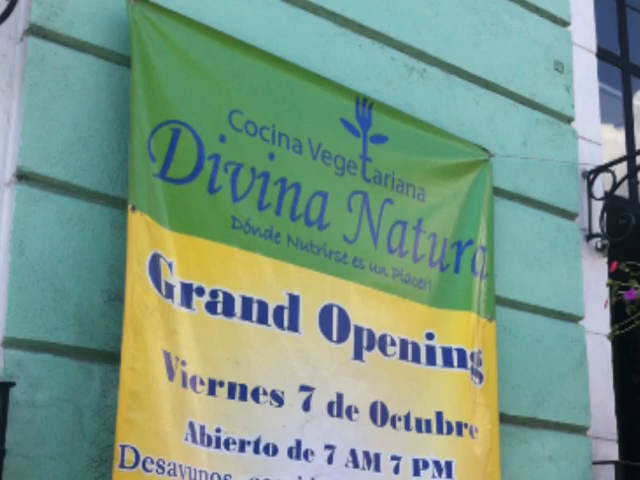 Cocina Vegetariana
Divina Natura
Dónde Nutrirse es un Placer!
Grand Opening
Viernes 7 de Octubre
Abierto de 7 AM 7 PM
Desayunos